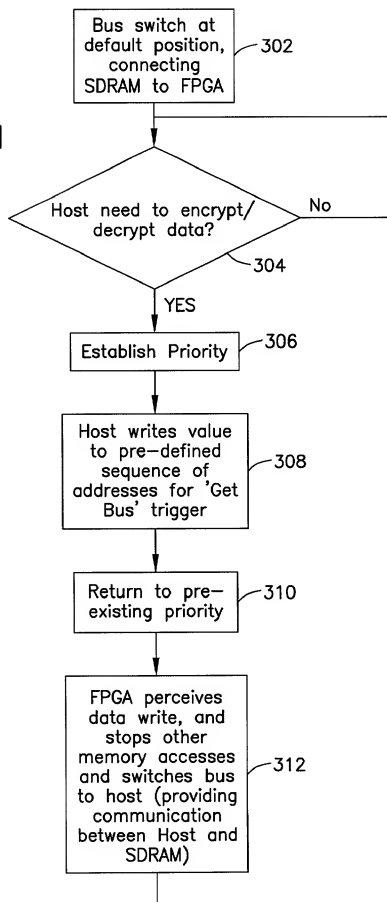 Bus switch at
default position,
connecting
SDRAM to FPGA
302
Host need to encrypt/
decrypt data?
No
304
YES
Establish Priority
306
Host writes value
to pre-defined
sequence of
addresses for 'Get
Bus' trigger
308
Return to pre-
existing priority
310
FPGA perceives
data write, and
stops other
memory accesses
and switches bus
to host (providing
communication
between Host and
SDRAM)
312